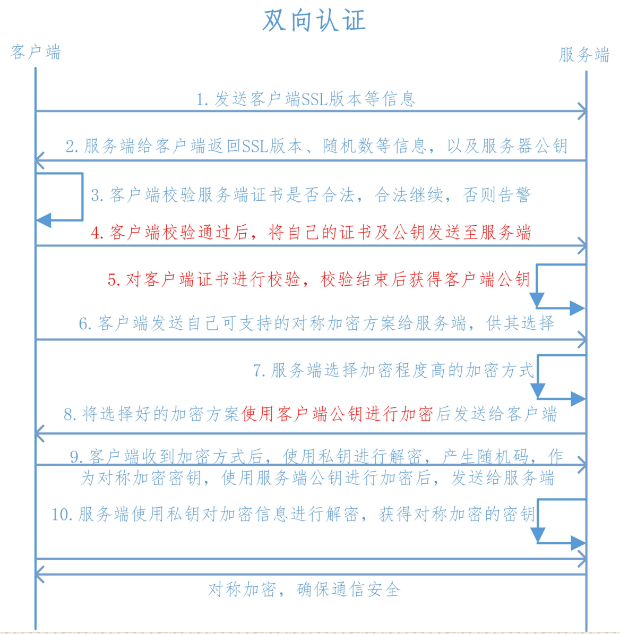 双向认证
客户端
服务端
1.发送客户端SSL版本等信息
2.服务端给客户端返回SSL版本、随机数等信息，以及服务器公钥
3.客户端校验服务端证书是否合法，合法继续，否则告警
4.客户端校验通过后，将自己的证书及公钥发送至服务端
5.对客户端证书进行校验，校验结束后获得客户端公钥
6.客户端发送自己可支持的对称加密方案给服务端，供其选择
7.服务端选择加密程度高的加密方式
8.将选择好的加密方案使用客户端公钥进行加密后发送给客户端
9.客户端收到加密方式后，使用私钥进行解密，产生随机码，作
为对称加密密钥，使用服务端公钥进行加密后，发送给服务端
10.服务端使用私钥对加密信息进行解密，获得对称加密的密钥
对称加密，确保通信安全